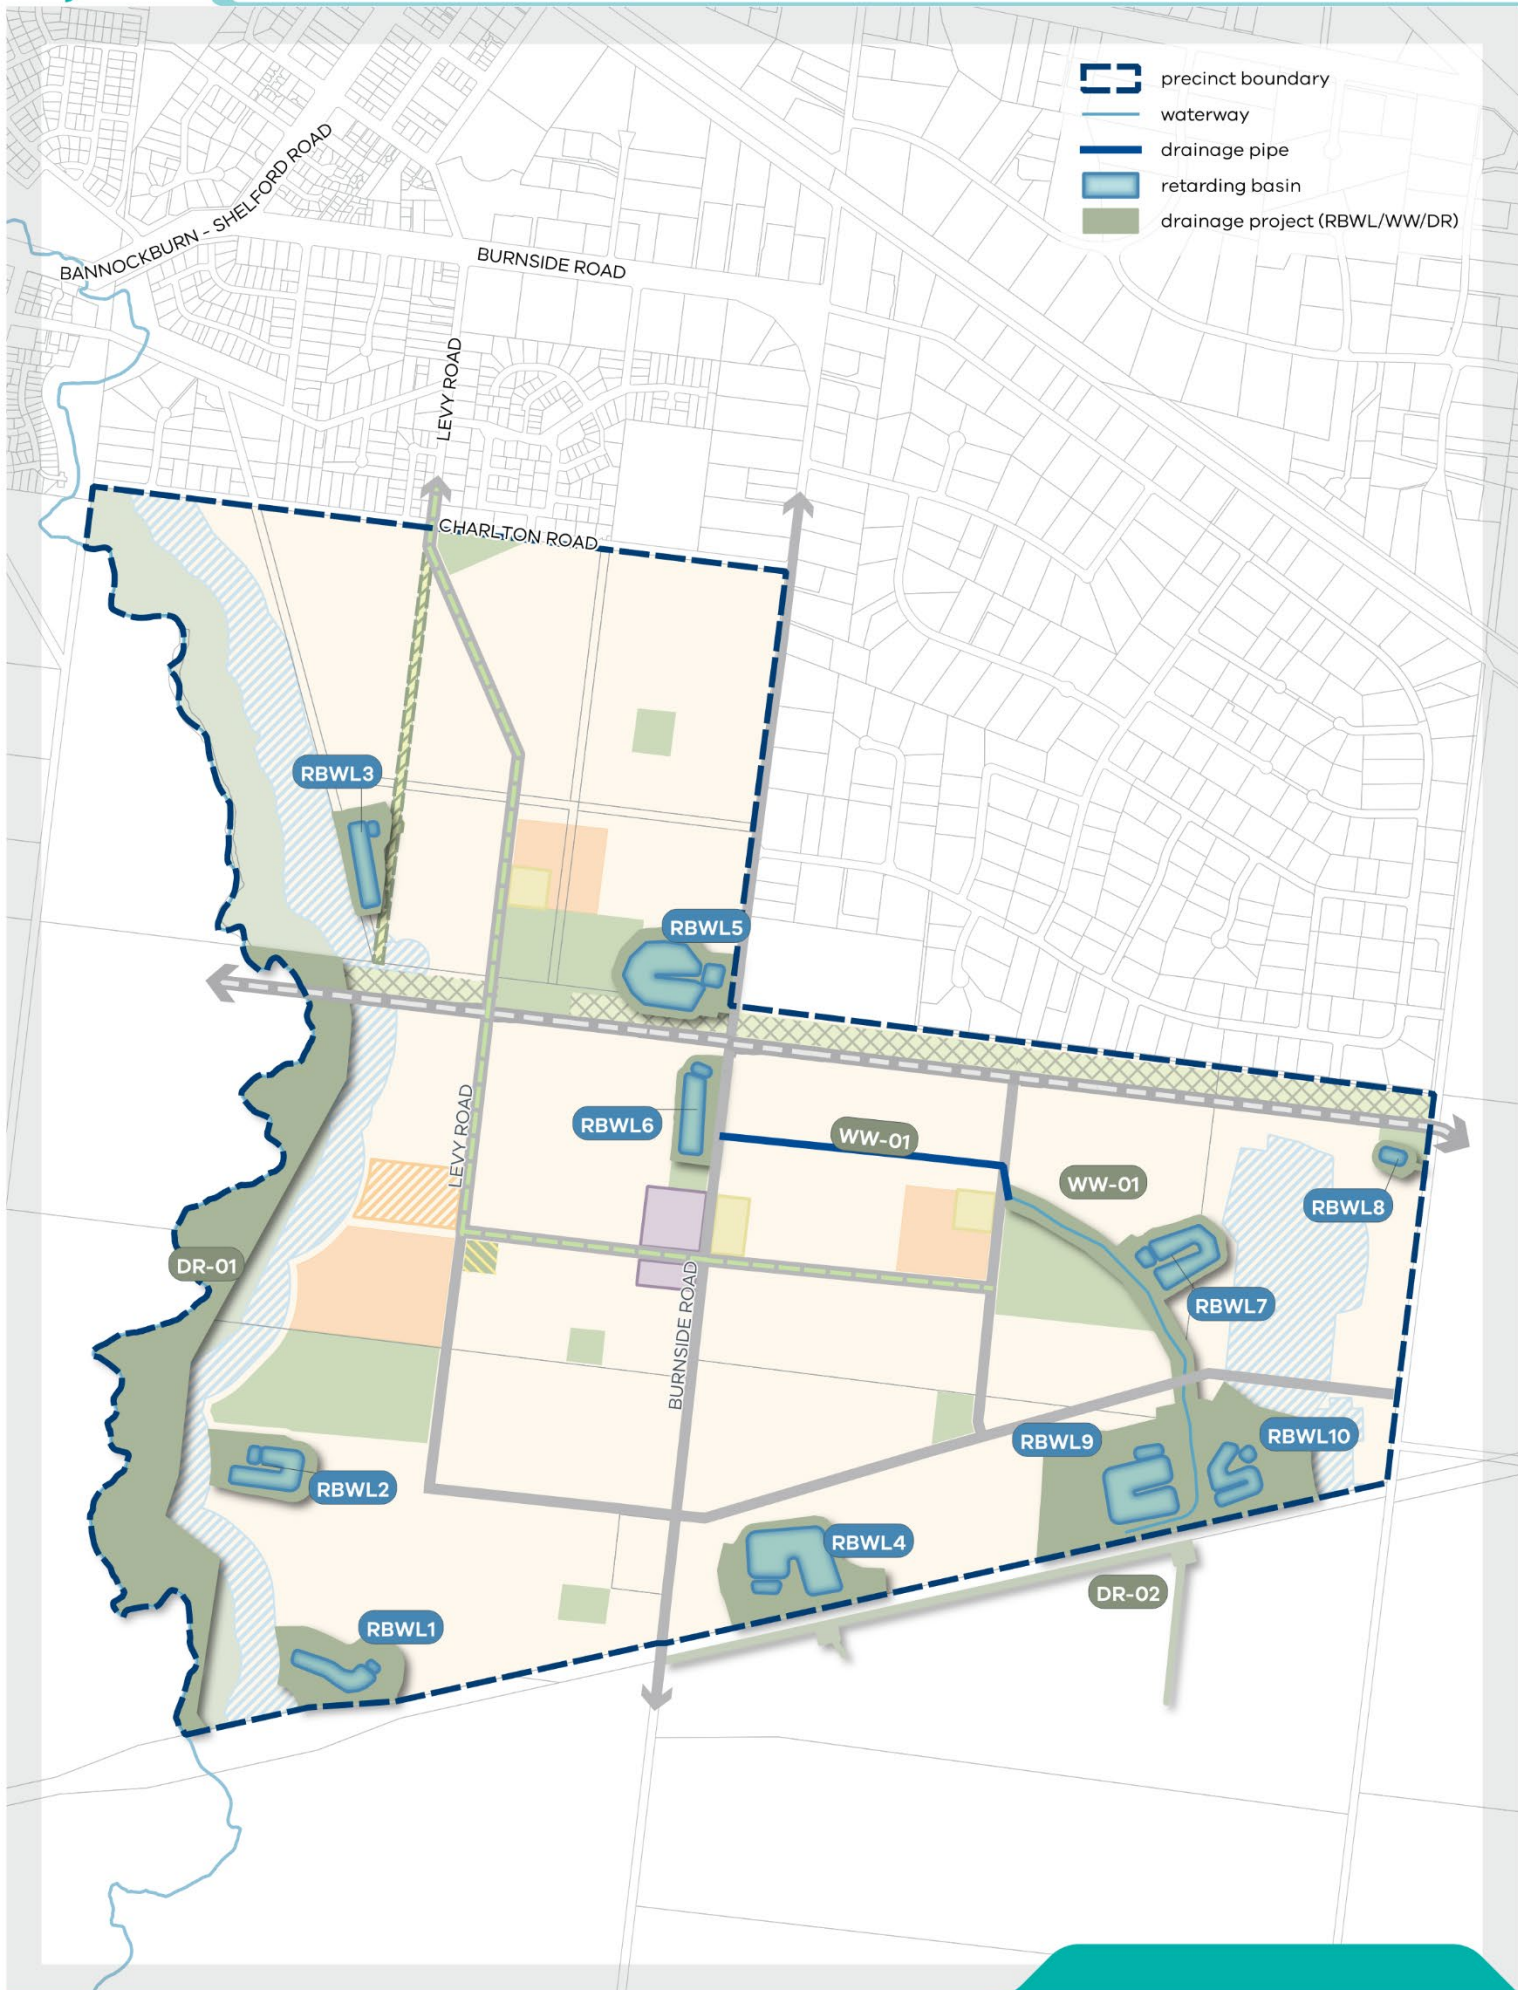 precinct boundary
waterway
drainage pipe
retarding basin
drainage project (RBWL/WW/DR)
BANNOCKBURN - SHELFORD ROAD
BURNSIDE ROAD
LEVY ROAD
CHARLTON ROAD
RBWL3
RBWL5
RBWL6
WW-01
WW-01
RBWL8
LEVY ROAD
DR-01
RBWL7
BURNSIDE ROAD
RBWL9
RBWL10
RBWL2
RBWL4
DR-02
RBWL1